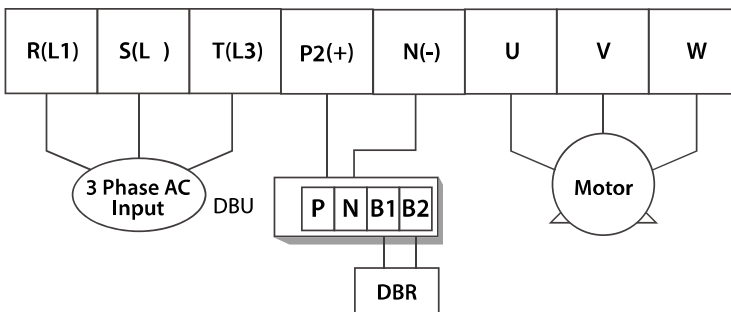 R(L1) S(L ) T(L3) P2(+) N(-) U V W
3 Phase AC
Input
DBU
P N B1 B2
Motor
DBR